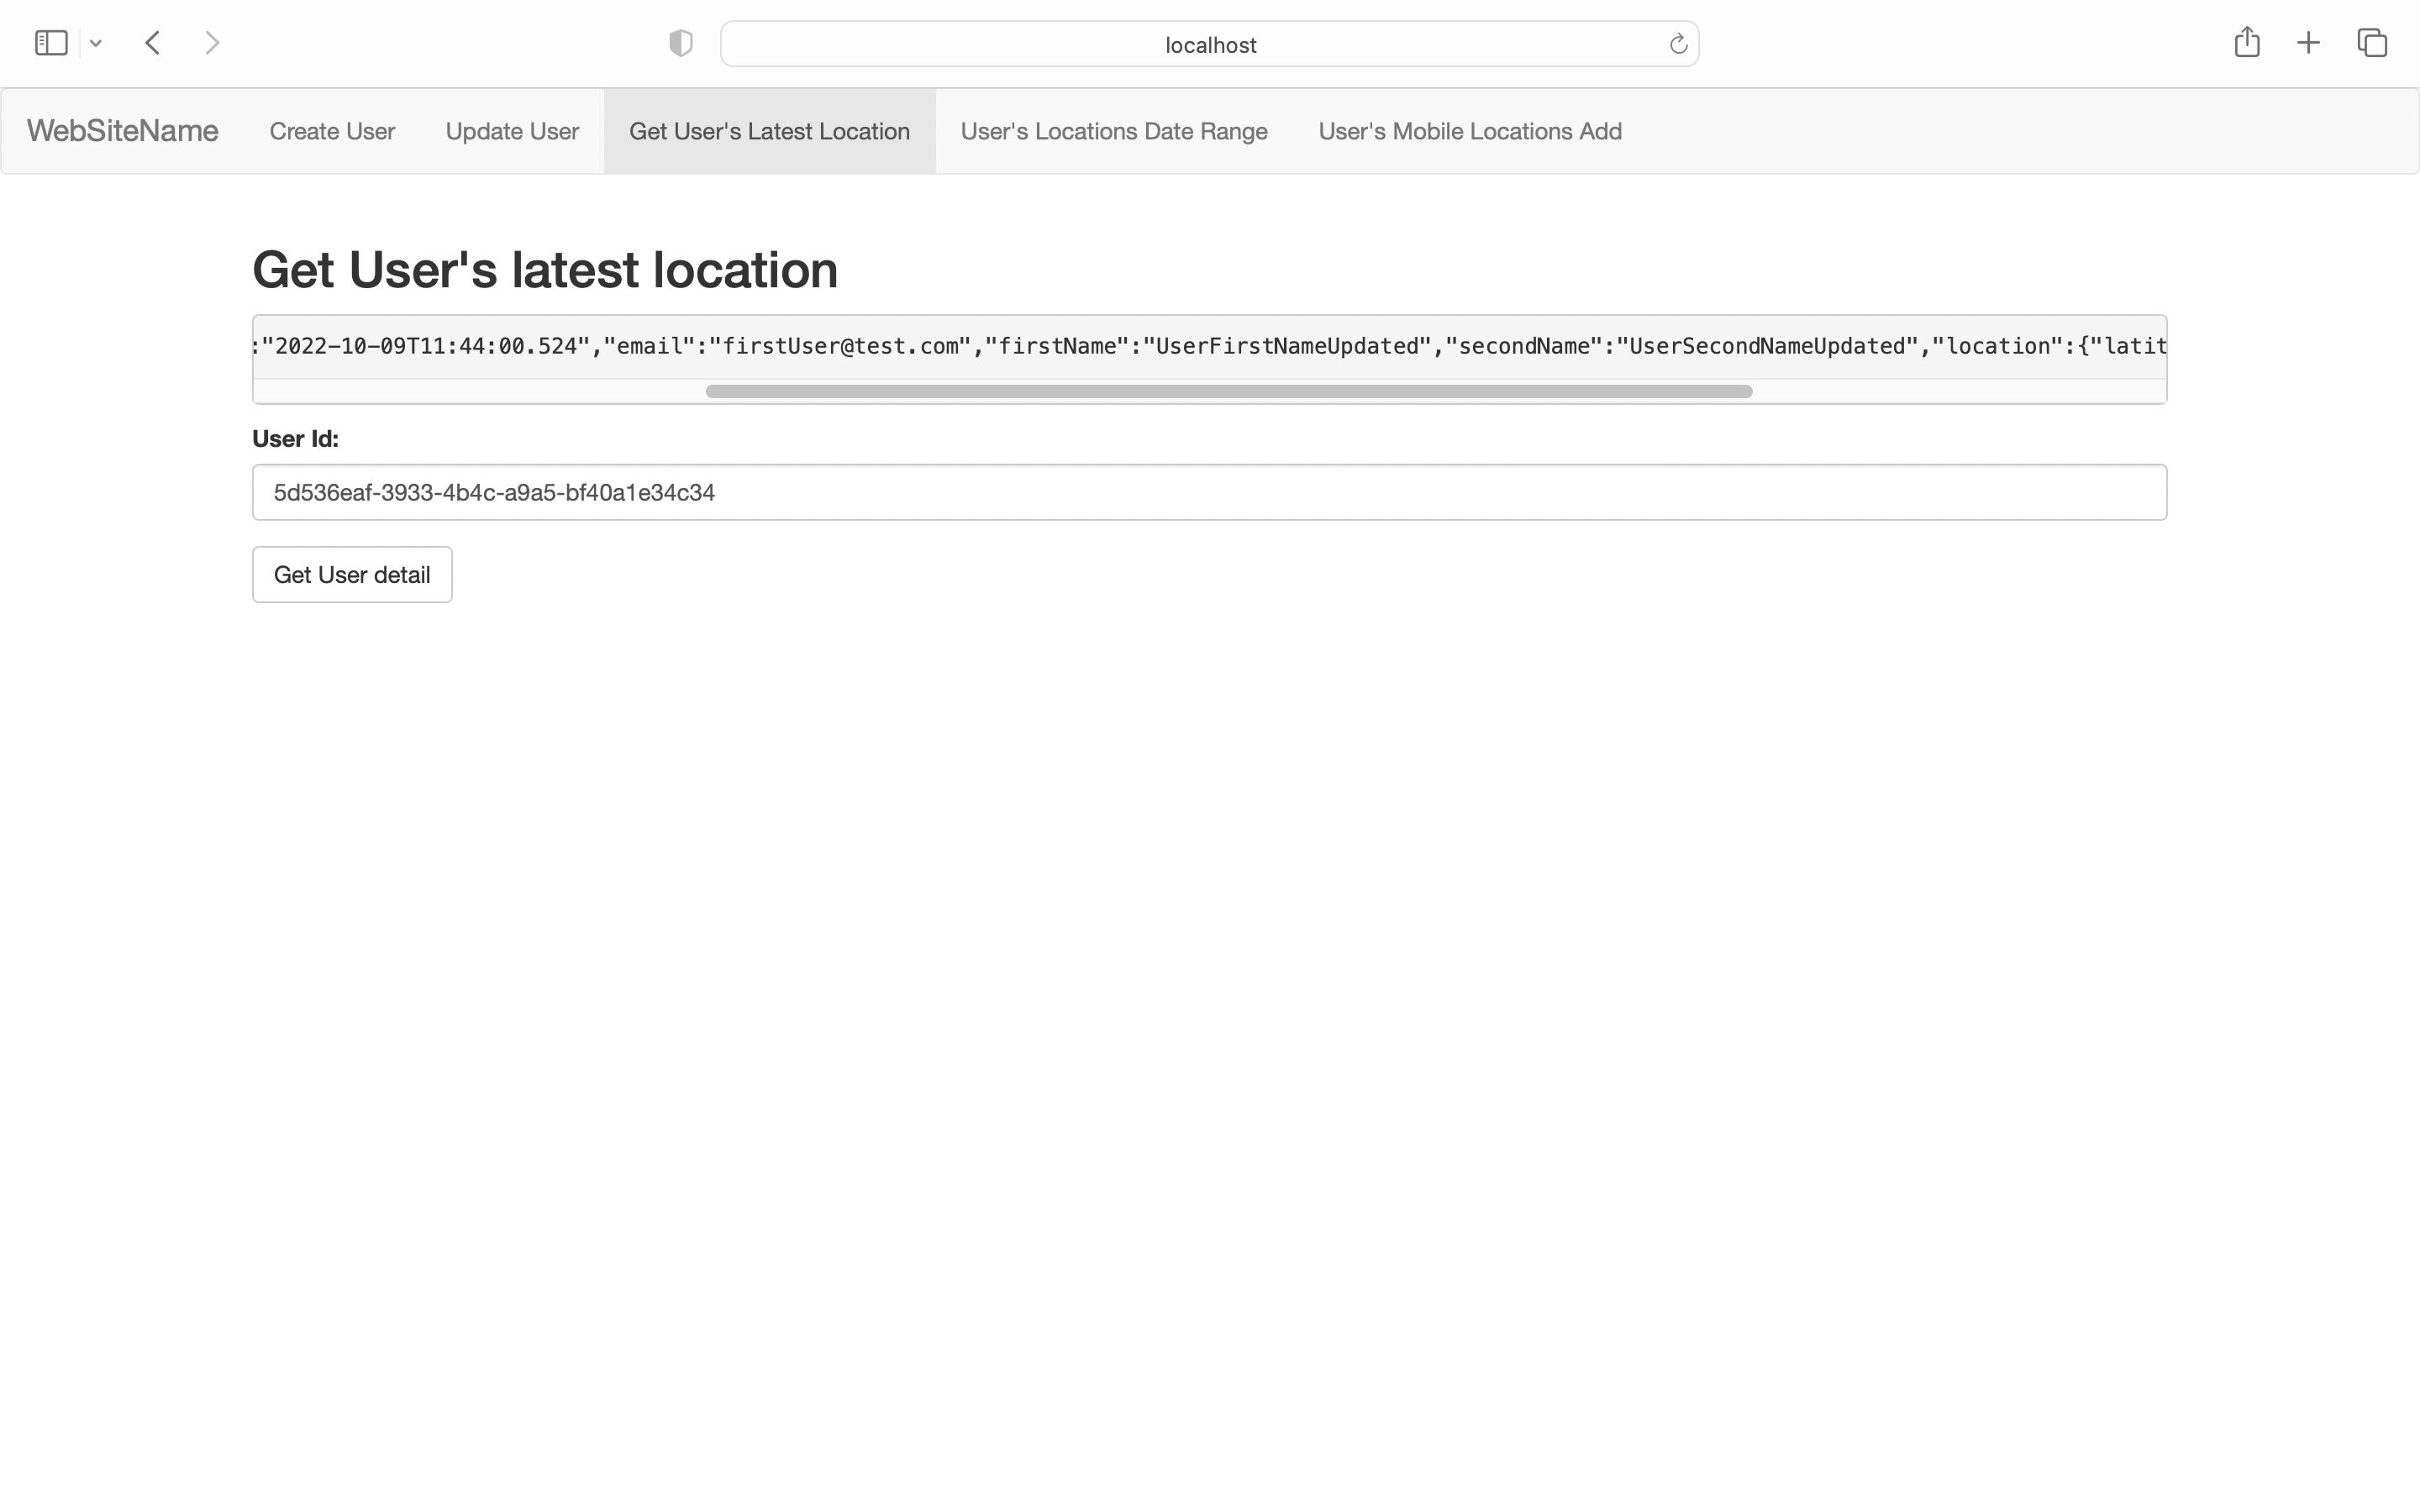 localhost
WebSiteName Create User Update User Get User's Latest Location User's Locations Date Range User's Mobile Locations Add
Get User's latest location
:"2022-10-09T11:44:00.524","email":"firstUser@test.com","firstName":"UserFirstNameUpdated","secondName":"UserSecondNameUpdated","location":{"latit
User Id:
5d536eaf-3933-4b4c-a9a5-bf40a1e34c34
Get User detail